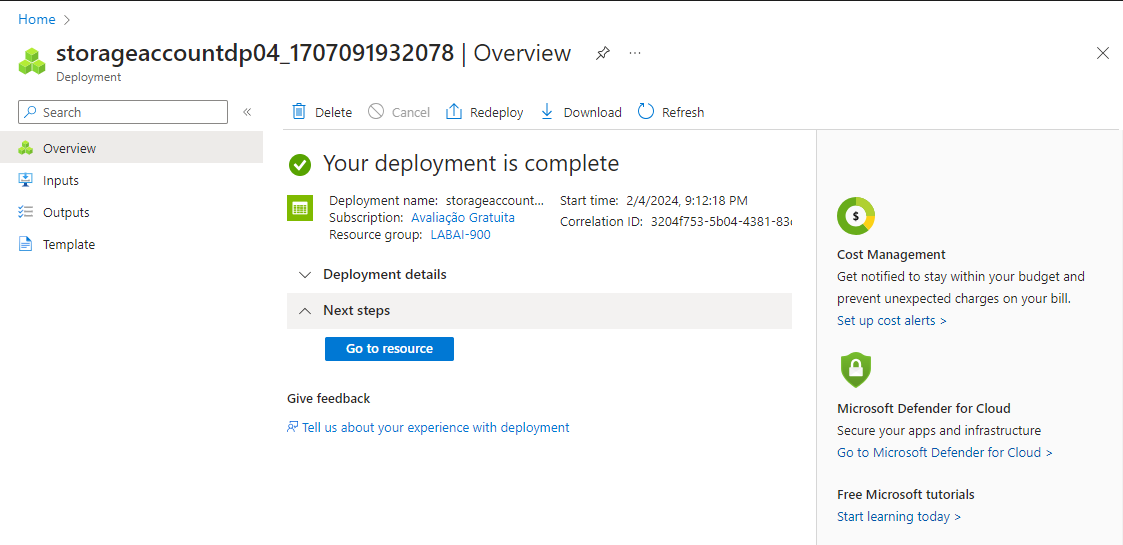 Home >
storageaccountdp04_1707091932078 | Overview
Deployment
Search
Delete Cancel Redeploy Download Refresh
Overview
Inputs
Outputs
Template
Your deployment is complete
Deployment name: storageaccount...
Subscription: Avaliação Gratuita
Resource group: LABAI-900
Start time: 2/4/2024, 9:12:18 PM
Correlation ID: 3204f753-5b04-4381-83
Deployment details
Next steps
Go to resource
Give feedback
Tell us about your experience with deployment
Cost Management
Get notified to stay within your budget and
prevent unexpected charges on your bill.
Set up cost alerts >
Microsoft Defender for Cloud
Secure your apps and infrastructure
Go to Microsoft Defender for Cloud >
Free Microsoft tutorials
Start learning today >